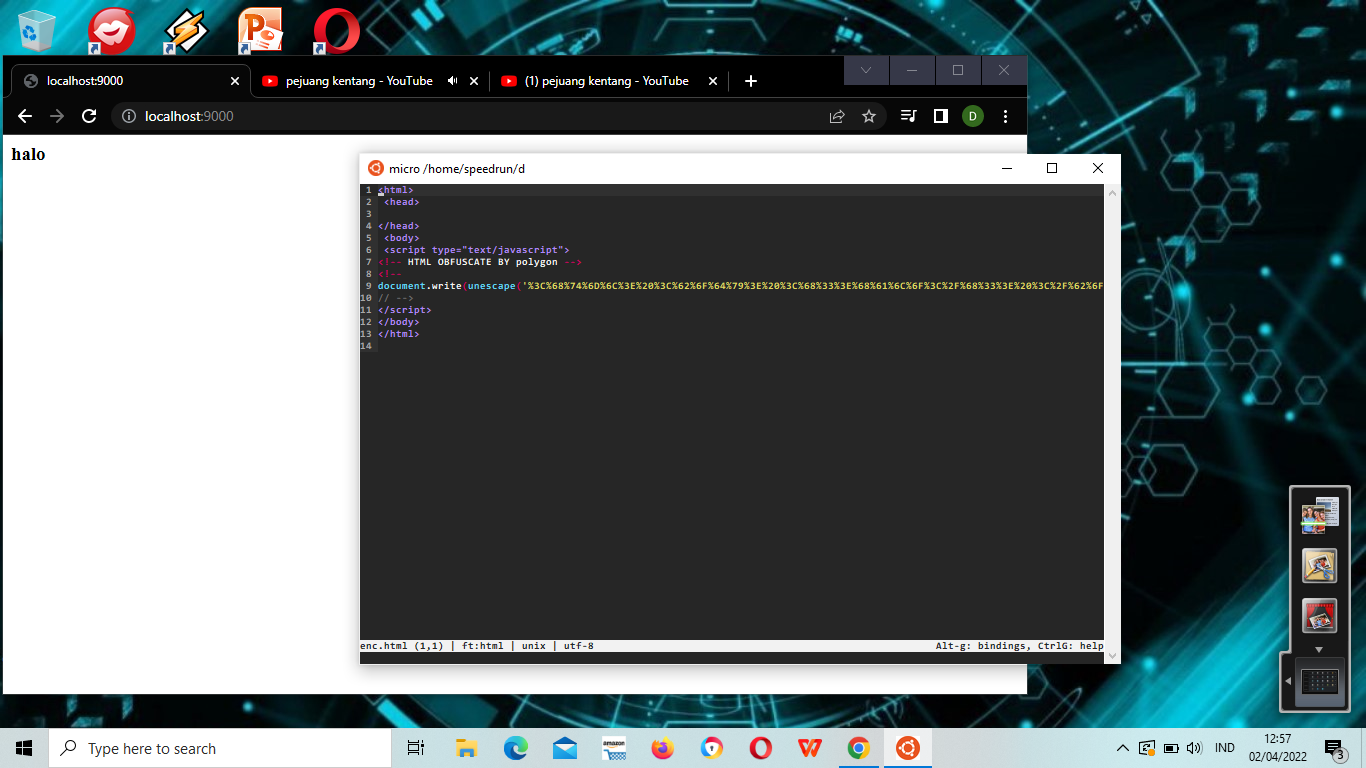 localhost:9000
pejuang kentang - YouTube
(1) pejuang kentang - YouTube
localhost:9000
D
halo
micro /home/speedrun/d
1 <html>
2 <head>
3
4 </head>
5 <body>
6 <script type="text/javascript">
7 <!-- HTML OBFUSCATE BY polygon -->
8 <!--
9 document.write(unescape('%3C%68%74%6D%6C%3E%20%3C%62%6F%64%79%3E%20%3C%68%33%3E%68%61%6C%6F%3C%2F%68%33%3E%20%3C%2F%62%6F
10 // -->
11 </script>
12 </body>
13 </html>
14
enc.html (1,1) | ft:html | unix | utf-8
Alt-g: bindings, CtrlG: help
Type here to search
amazon
IND
12:57
02/04/2022
3